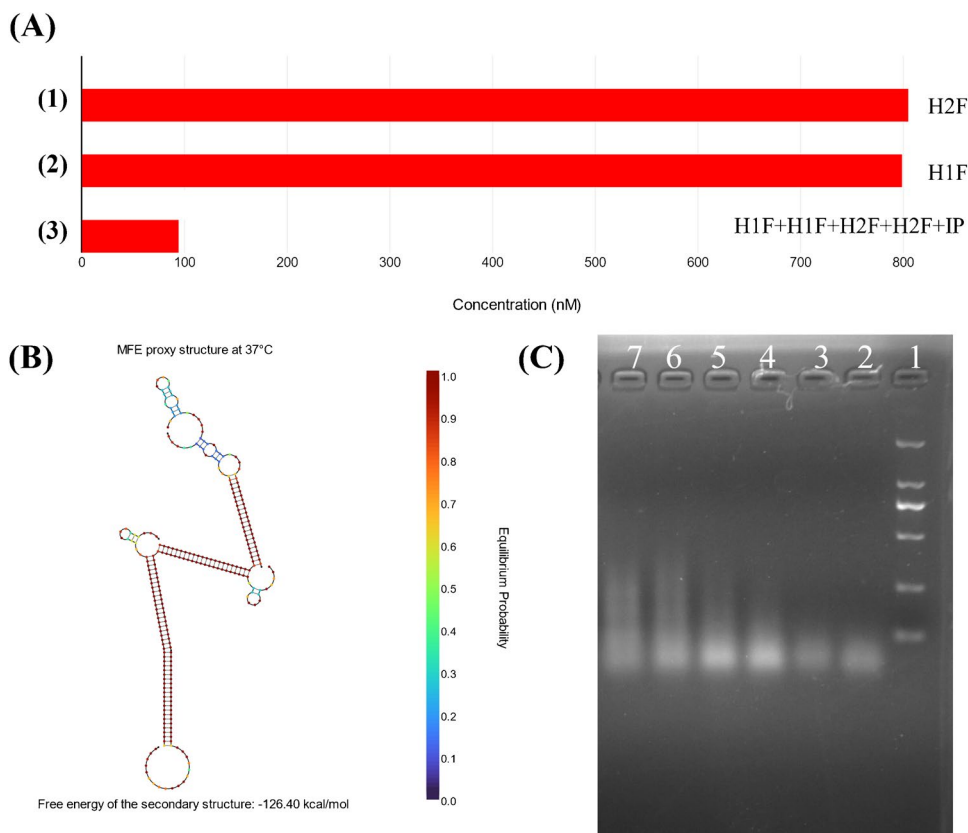 (A)
(1)
H2F
(2)
H1F
(3)
H1F+H1F+H2F+H2F+IP
0 100 200 300 400 500 600 700 800
Concentration (nM)
(B)
MFE proxy structure at 37°C
1.0
0.9
0.8
0.7
0.6
0.5
0.4
0.3
0.2
0.1
0.0
Equilibrium Probability
Free energy of the secondary structure: -126.40 kcal/mol
(C)
7 6 5 4 3 2 1